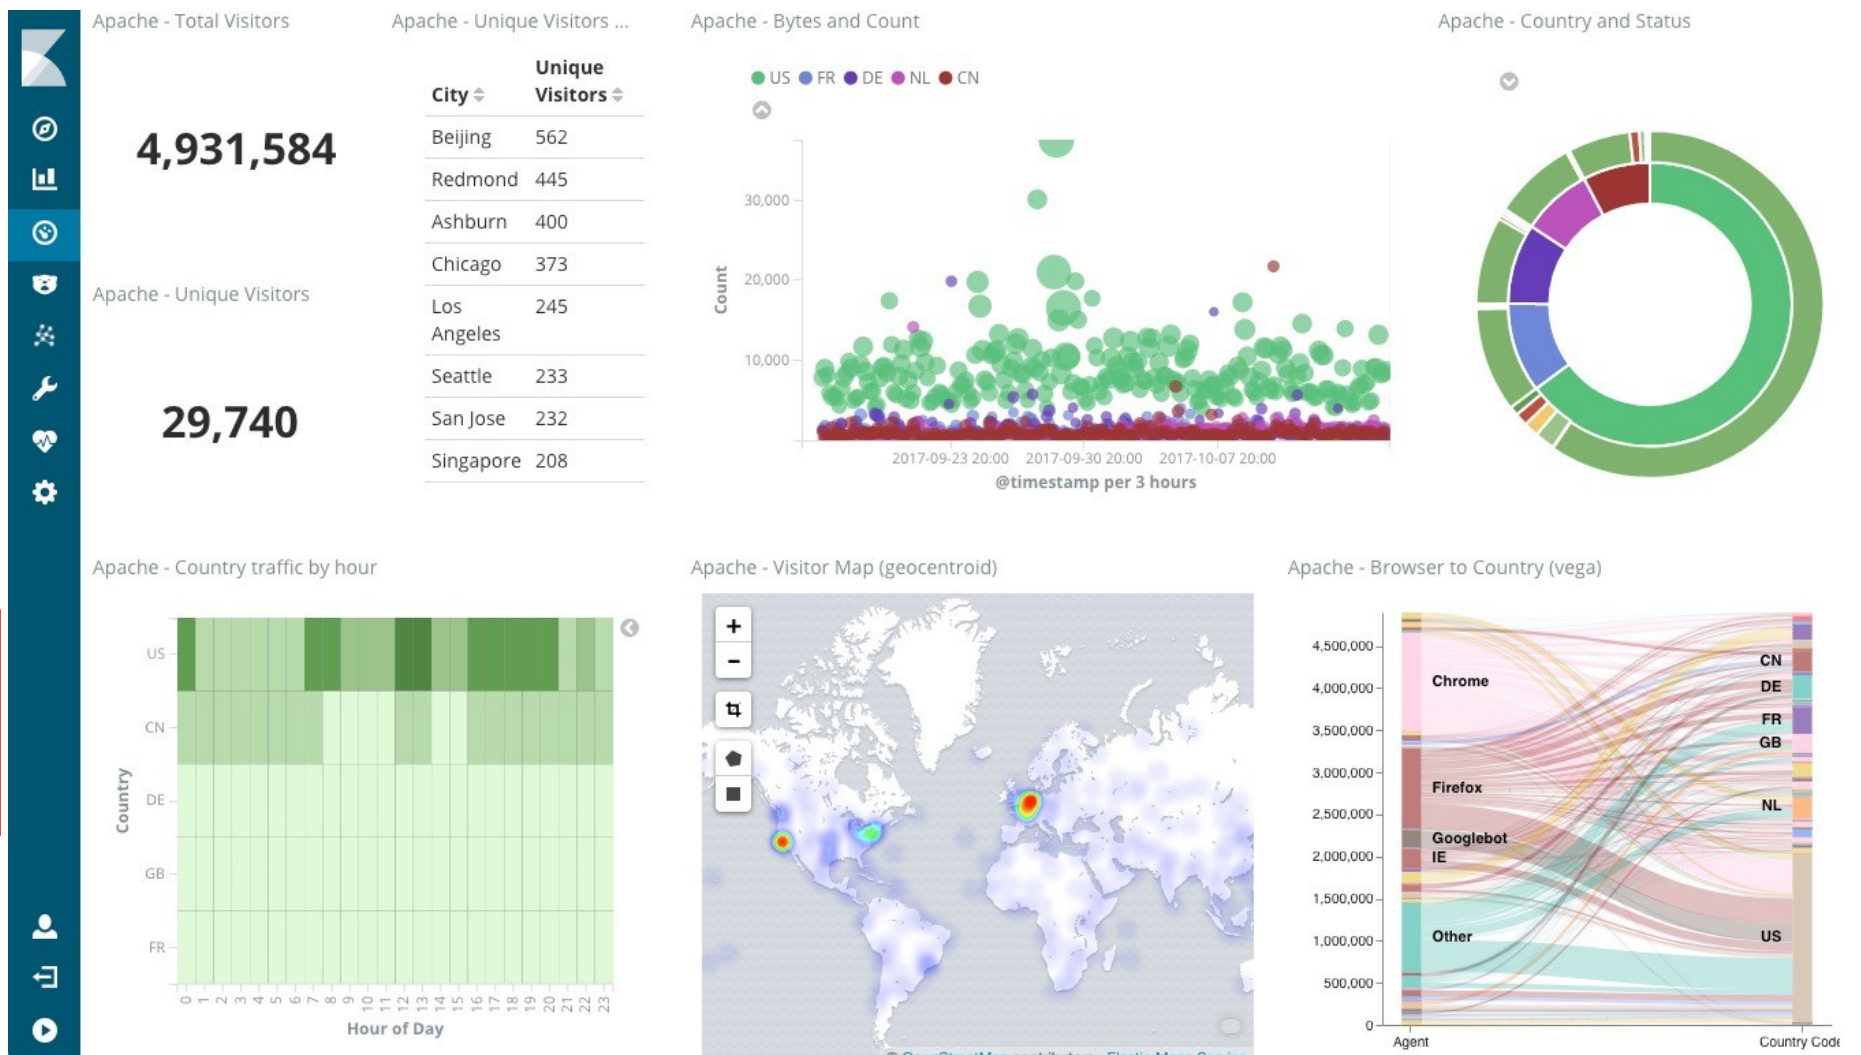 Apache - Total Visitors
4,931,584
Apache - Unique Visitors
29,740
Apache - Unique Visitors ...
City Unique Visitors
Beijing 562
Redmond 445
Ashburn 400
Chicago 373
Los Angeles 245
Seattle 233
San Jose 232
Singapore 208
Apache - Bytes and Count
US FR DE NL CN
Count
30,000
20,000
10,000
2017-09-23 20:00 2017-09-30 20:00 2017-10-07 20:00
@timestamp per 3 hours
Apache - Country and Status
Apache - Country traffic by hour
Country
US
CN
DE
GB
FR
0 1 2 3 4 5 6 7 8 9 10 11 12 13 14 15 16 17 18 19 20 21 22 23
Hour of Day
Apache - Visitor Map (geocentroid)
+
−
© OpenStreetMap contributors, Elastic Maps Service
Apache - Browser to Country (vega)
4,500,000
4,000,000
3,500,000
3,000,000
2,500,000
2,000,000
1,500,000
1,000,000
500,000
0
Chrome
Firefox
Googlebot
IE
Other
CN
DE
FR
GB
NL
US
Agent
Country Code